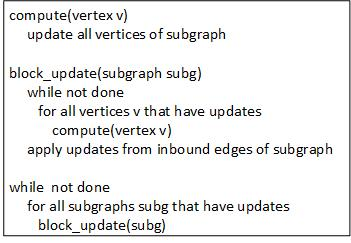 compute(vertex v)
update all vertices of subgraph
block_update(subgraph subg)
while not done
for all vertices v that have updates
compute(vertex v)
apply updates from inbound edges of subgraph
while  not done
for all subgraphs subg that have updates
block_update(subg)